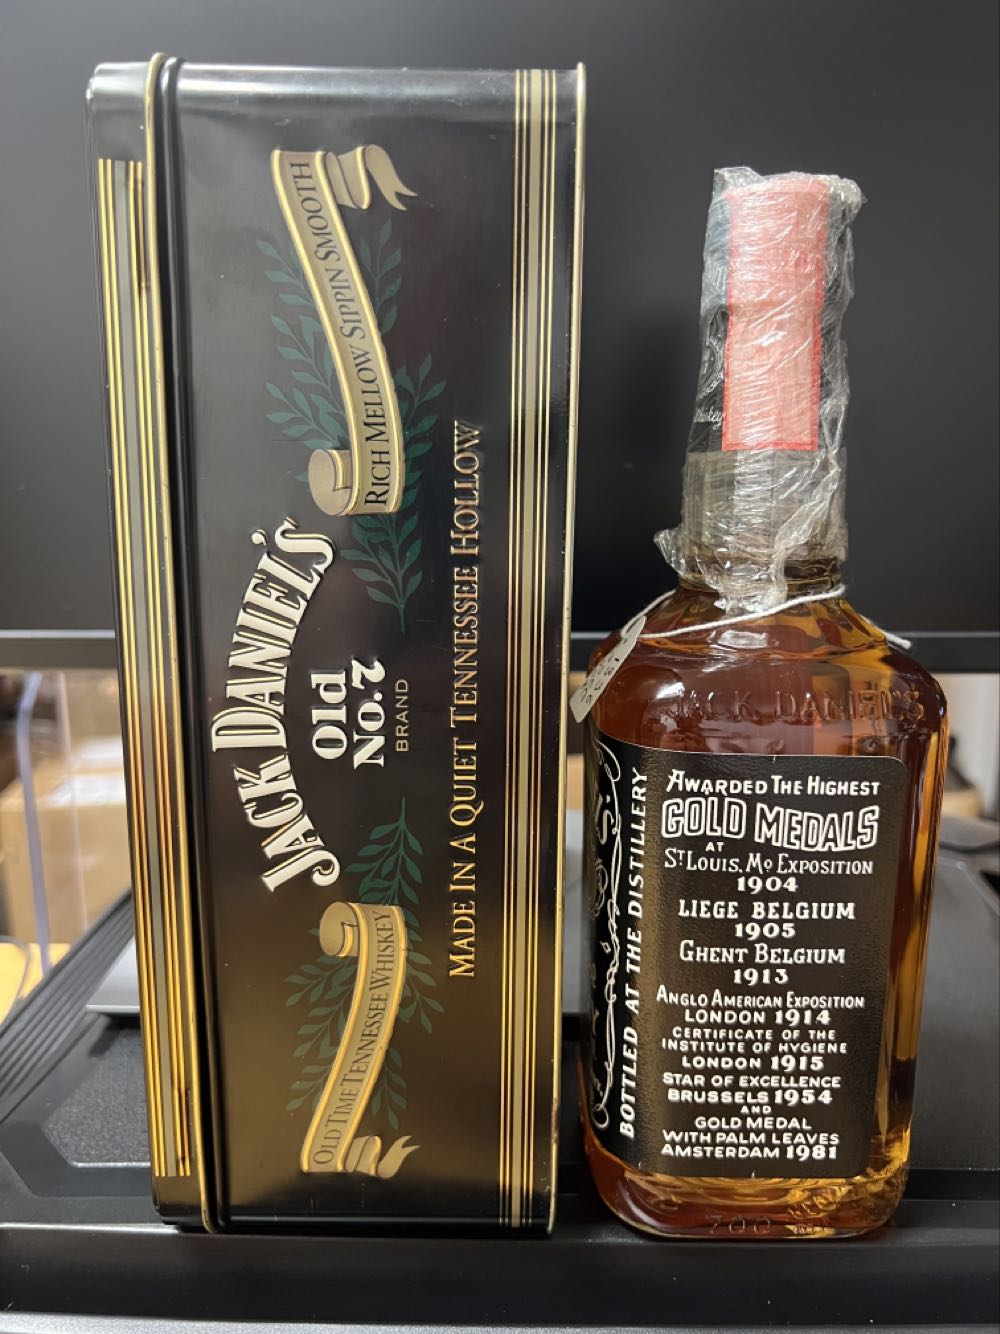 JACK DANIEL'S
Old
No.7
BRAND
OLD TIME TENNESSEE WHISKEY
RICH MELLOW SIPPIN SMOOTH
MADE IN A QUIET TENNESSEE HOLLOW
JACK DANIEL'S
BOTTLED AT THE DISTILLERY
AWARDED THE HIGHEST
GOLD MEDALS
AT
ST LOUIS, MO EXPOSITION
1904
LIEGE BELGIUM
1905
GHENT BELGIUM
1913
ANGLO AMERICAN EXPOSITION
LONDON 1914
CERTIFICATE OF THE
INSTITUTE OF HYGIENE
LONDON 1915
STAR OF EXCELLENCE
BRUSSELS 1954
AND
GOLD MEDAL
WITH PALM LEAVES
AMSTERDAM 1981
700 ml